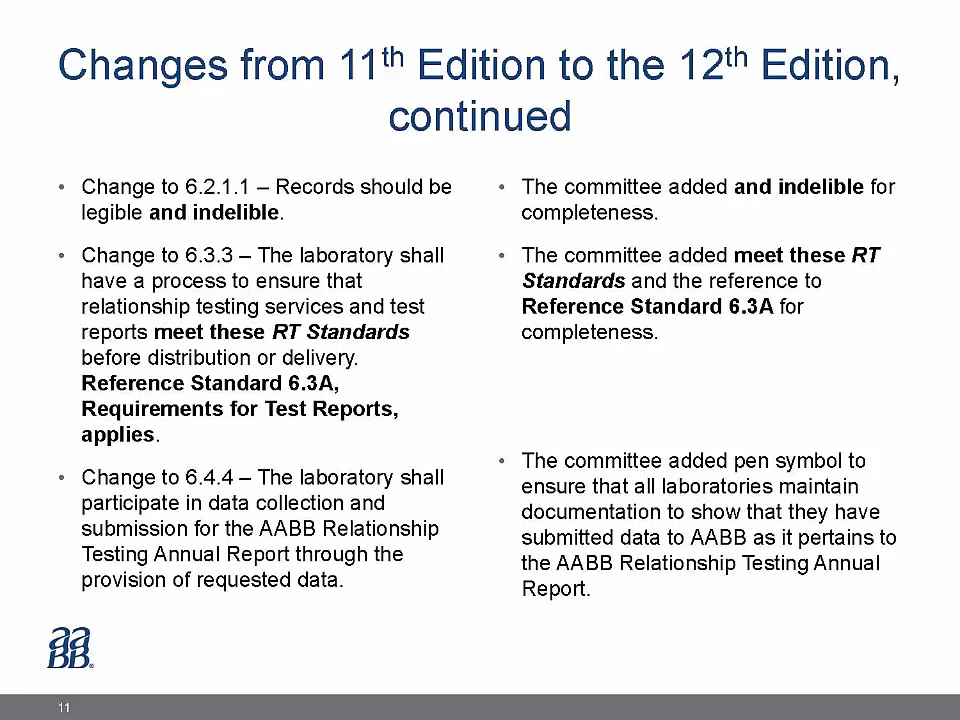 Changes from 11th Edition to the 12th Edition,
continued
• Change to 6.2.1.1 – Records should be
legible and indelible.
• Change to 6.3.3 – The laboratory shall
have a process to ensure that
relationship testing services and test
reports meet these RT Standards
before distribution or delivery.
Reference Standard 6.3A,
Requirements for Test Reports,
applies.
• Change to 6.4.4 – The laboratory shall
participate in data collection and
submission for the AABB Relationship
Testing Annual Report through the
provision of requested data.
• The committee added and indelible for
completeness.
• The committee added meet these RT
Standards and the reference to
Reference Standard 6.3A for
completeness.
• The committee added pen symbol to
ensure that all laboratories maintain
documentation to show that they have
submitted data to AABB as it pertains to
the AABB Relationship Testing Annual
Report.
aa
BB®
11